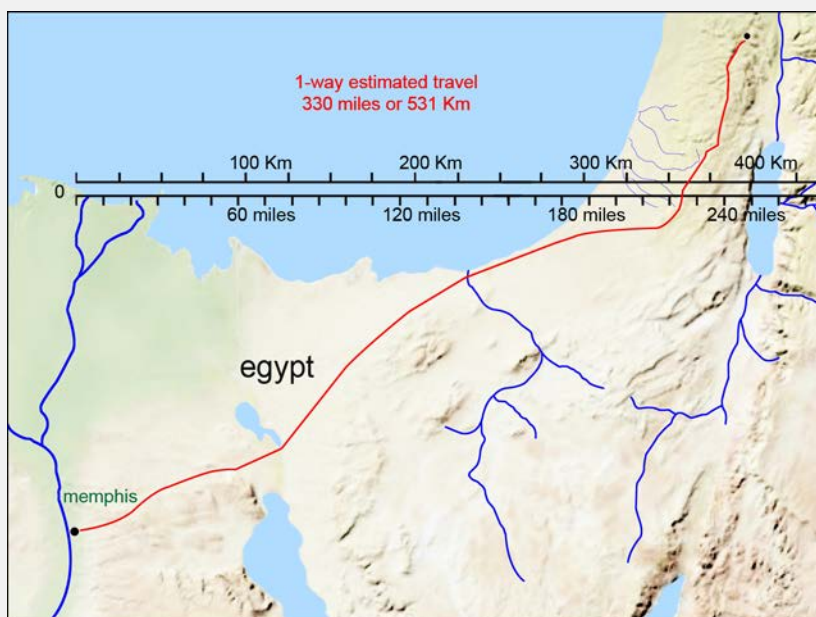 1-way estimated travel
330 miles or 531 Km
100 Km 200 Km 300 Km 400 Km
0
60 miles 120 miles 180 miles 240 miles
egypt
memphis